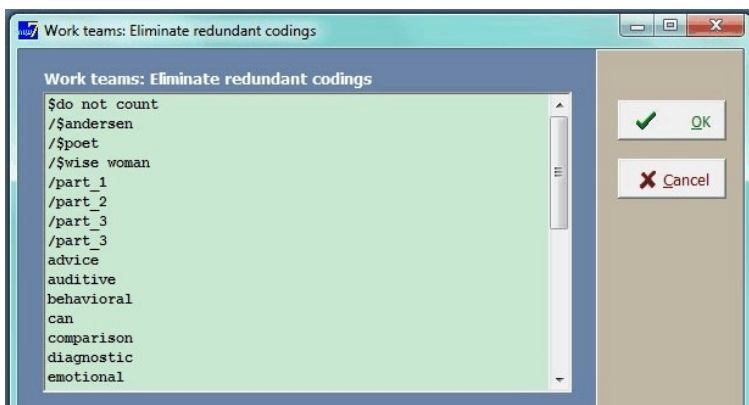 Work teams: Eliminate redundant codings
Work teams: Eliminate redundant codings
$do not count
/$andersen
/$poet
/$wise woman
/part_1
/part_2
/part_3
/part_3
advice
auditive
behavioral
can
comparison
diagnostic
emotional
OK
Cancel